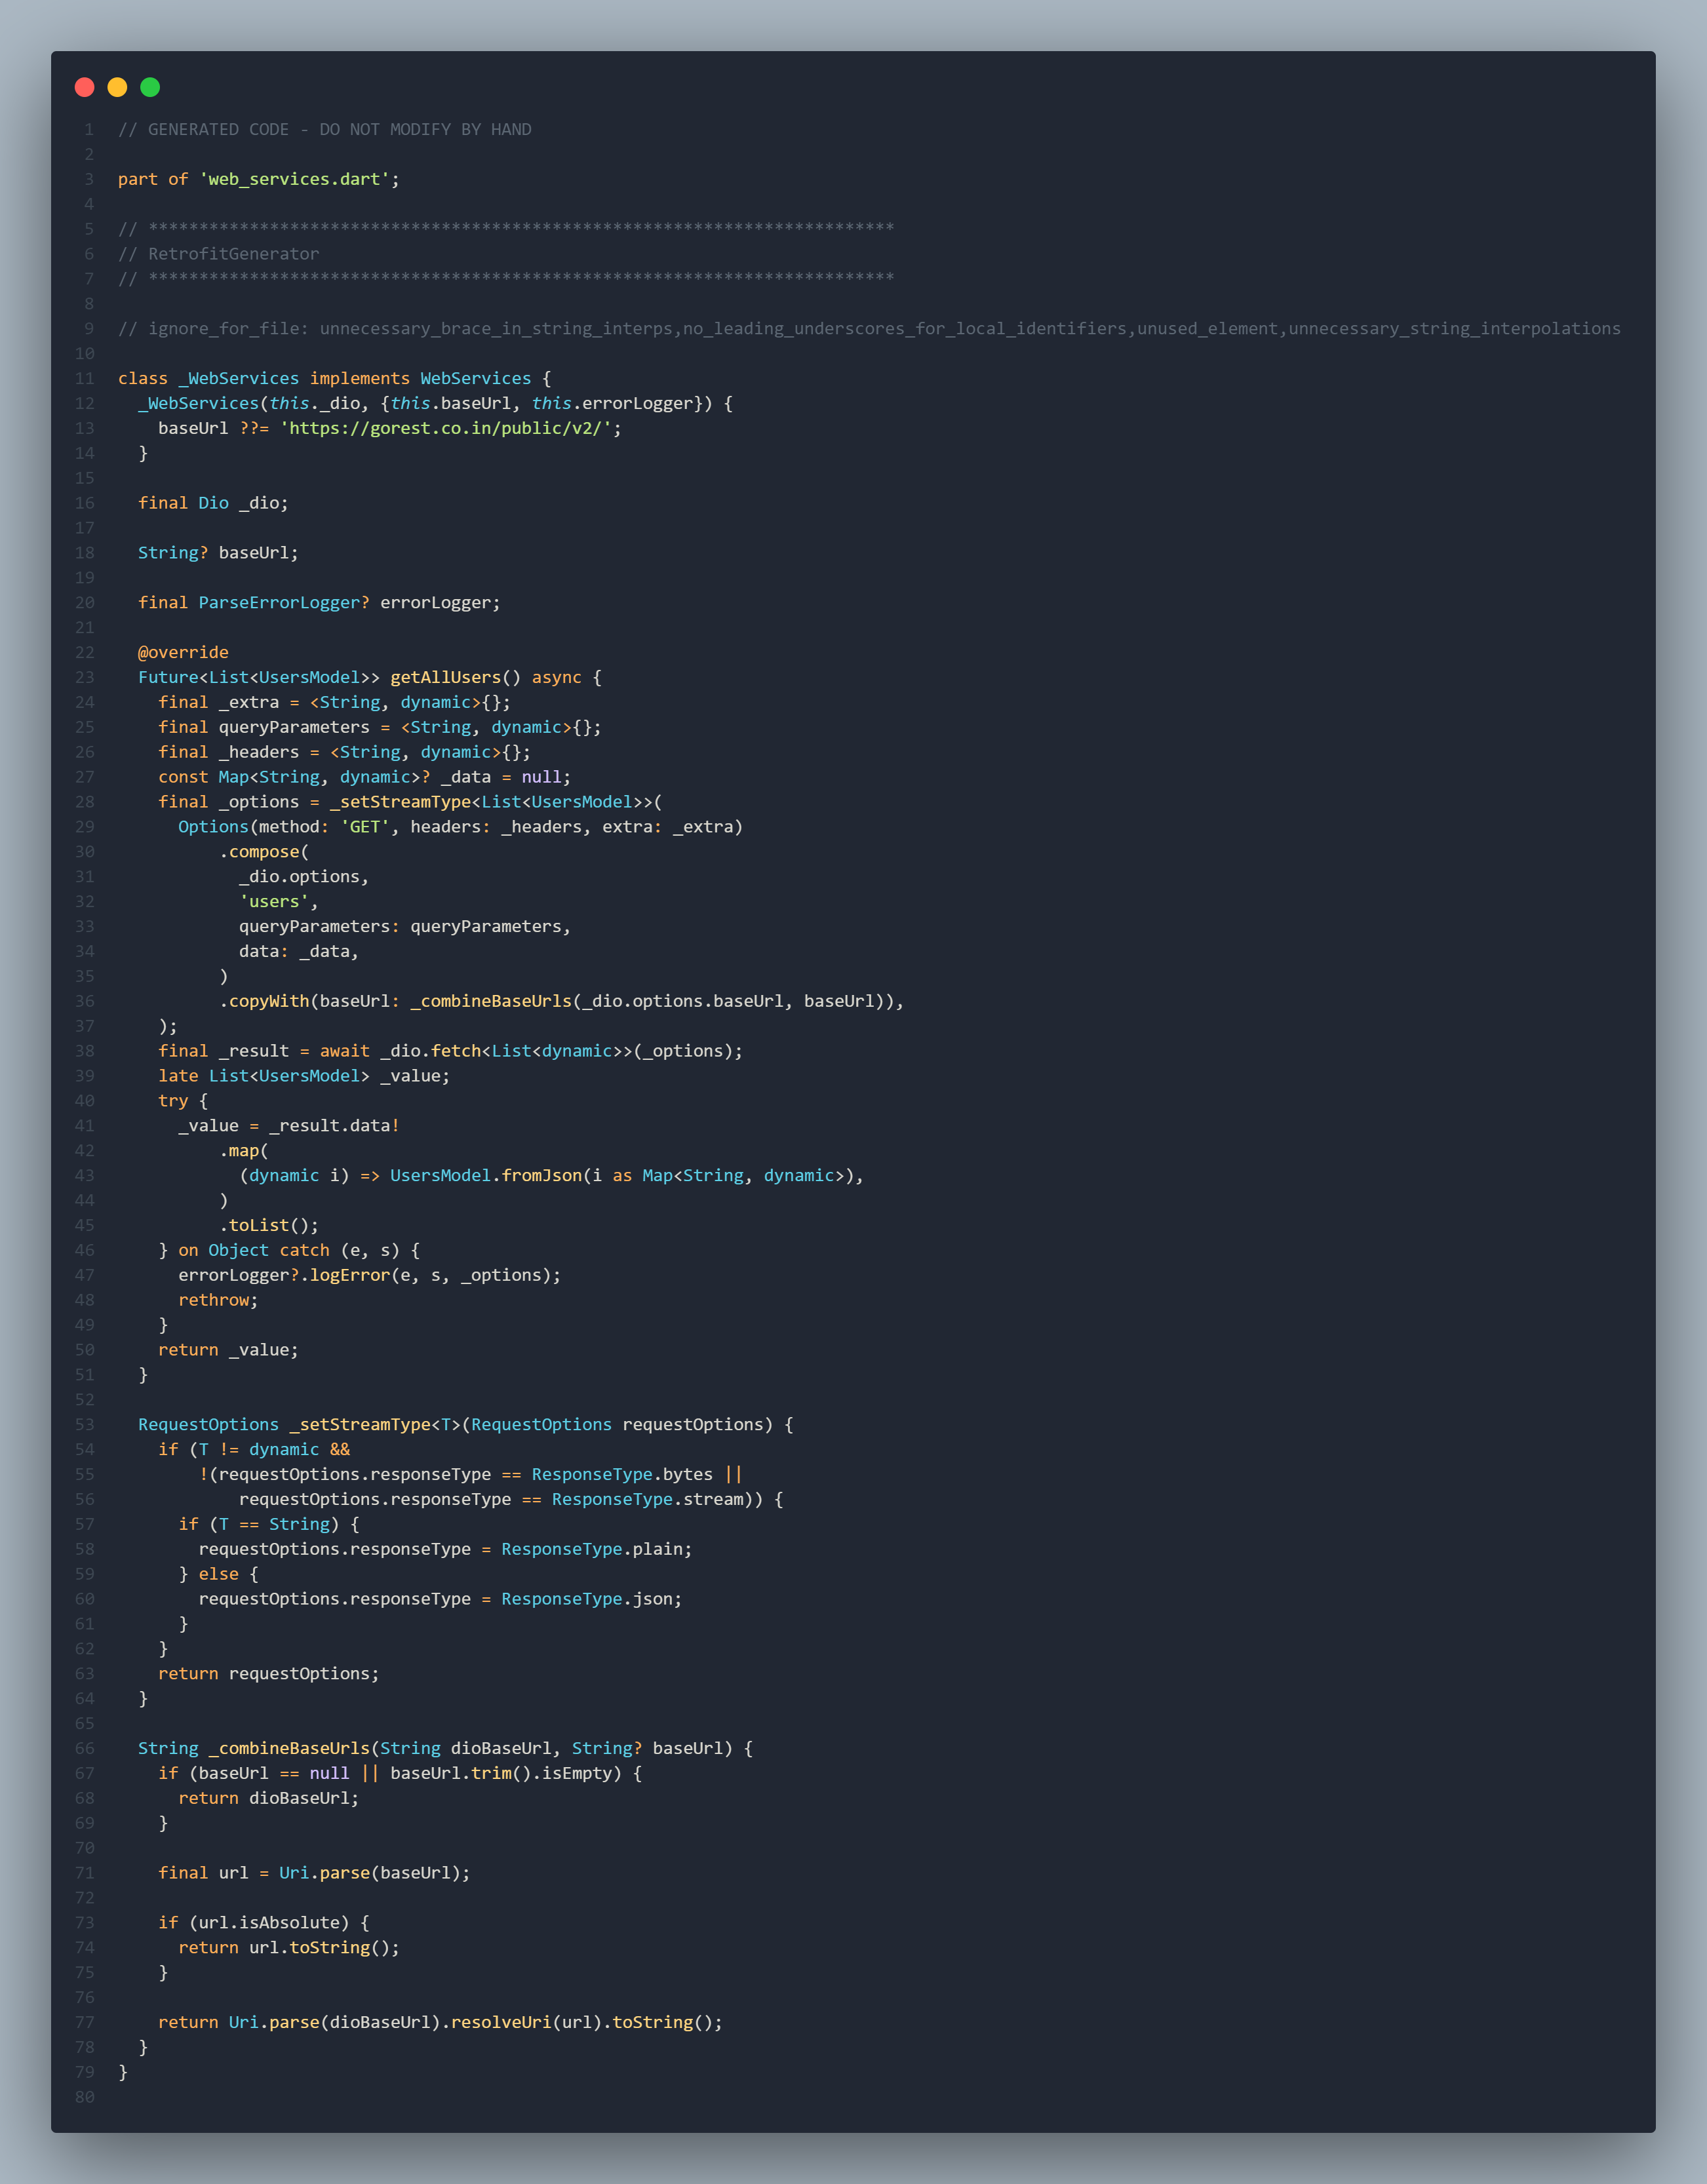 1 // GENERATED CODE - DO NOT MODIFY BY HAND
2
3 part of 'web_services.dart';
4
5 // **************************************************************************
6 // RetrofitGenerator
7 // **************************************************************************
8
9 // ignore_for_file: unnecessary_brace_in_string_interps,no_leading_underscores_for_local_identifiers,unused_element,unnecessary_string_interpolations
10
11 class _WebServices implements WebServices {
12   _WebServices(this._dio, {this.baseUrl, this.errorLogger}) {
13     baseUrl ??= 'https://gorest.co.in/public/v2/';
14   }
15
16   final Dio _dio;
17
18   String? baseUrl;
19
20   final ParseErrorLogger? errorLogger;
21
22   @override
23   Future<List<UsersModel>> getAllUsers() async {
24     final _extra = <String, dynamic>{};
25     final queryParameters = <String, dynamic>{};
26     final _headers = <String, dynamic>{};
27     const Map<String, dynamic>? _data = null;
28     final _options = _setStreamType<List<UsersModel>>(
29       Options(method: 'GET', headers: _headers, extra: _extra)
30           .compose(
31             _dio.options,
32             'users',
33             queryParameters: queryParameters,
34             data: _data,
35           )
36           .copyWith(baseUrl: _combineBaseUrls(_dio.options.baseUrl, baseUrl)),
37     );
38     final _result = await _dio.fetch<List<dynamic>>(_options);
39     late List<UsersModel> _value;
40     try {
41       _value = _result.data!
42           .map(
43             (dynamic i) => UsersModel.fromJson(i as Map<String, dynamic>),
44           )
45           .toList();
46     } on Object catch (e, s) {
47       errorLogger?.logError(e, s, _options);
48       rethrow;
49     }
50     return _value;
51   }
52
53   RequestOptions _setStreamType<T>(RequestOptions requestOptions) {
54     if (T != dynamic &&
55         !(requestOptions.responseType == ResponseType.bytes ||
56             requestOptions.responseType == ResponseType.stream)) {
57       if (T == String) {
58         requestOptions.responseType = ResponseType.plain;
59       } else {
60         requestOptions.responseType = ResponseType.json;
61       }
62     }
63     return requestOptions;
64   }
65
66   String _combineBaseUrls(String dioBaseUrl, String? baseUrl) {
67     if (baseUrl == null || baseUrl.trim().isEmpty) {
68       return dioBaseUrl;
69     }
70
71     final url = Uri.parse(baseUrl);
72
73     if (url.isAbsolute) {
74       return url.toString();
75     }
76
77     return Uri.parse(dioBaseUrl).resolveUri(url).toString();
78   }
79 }
80